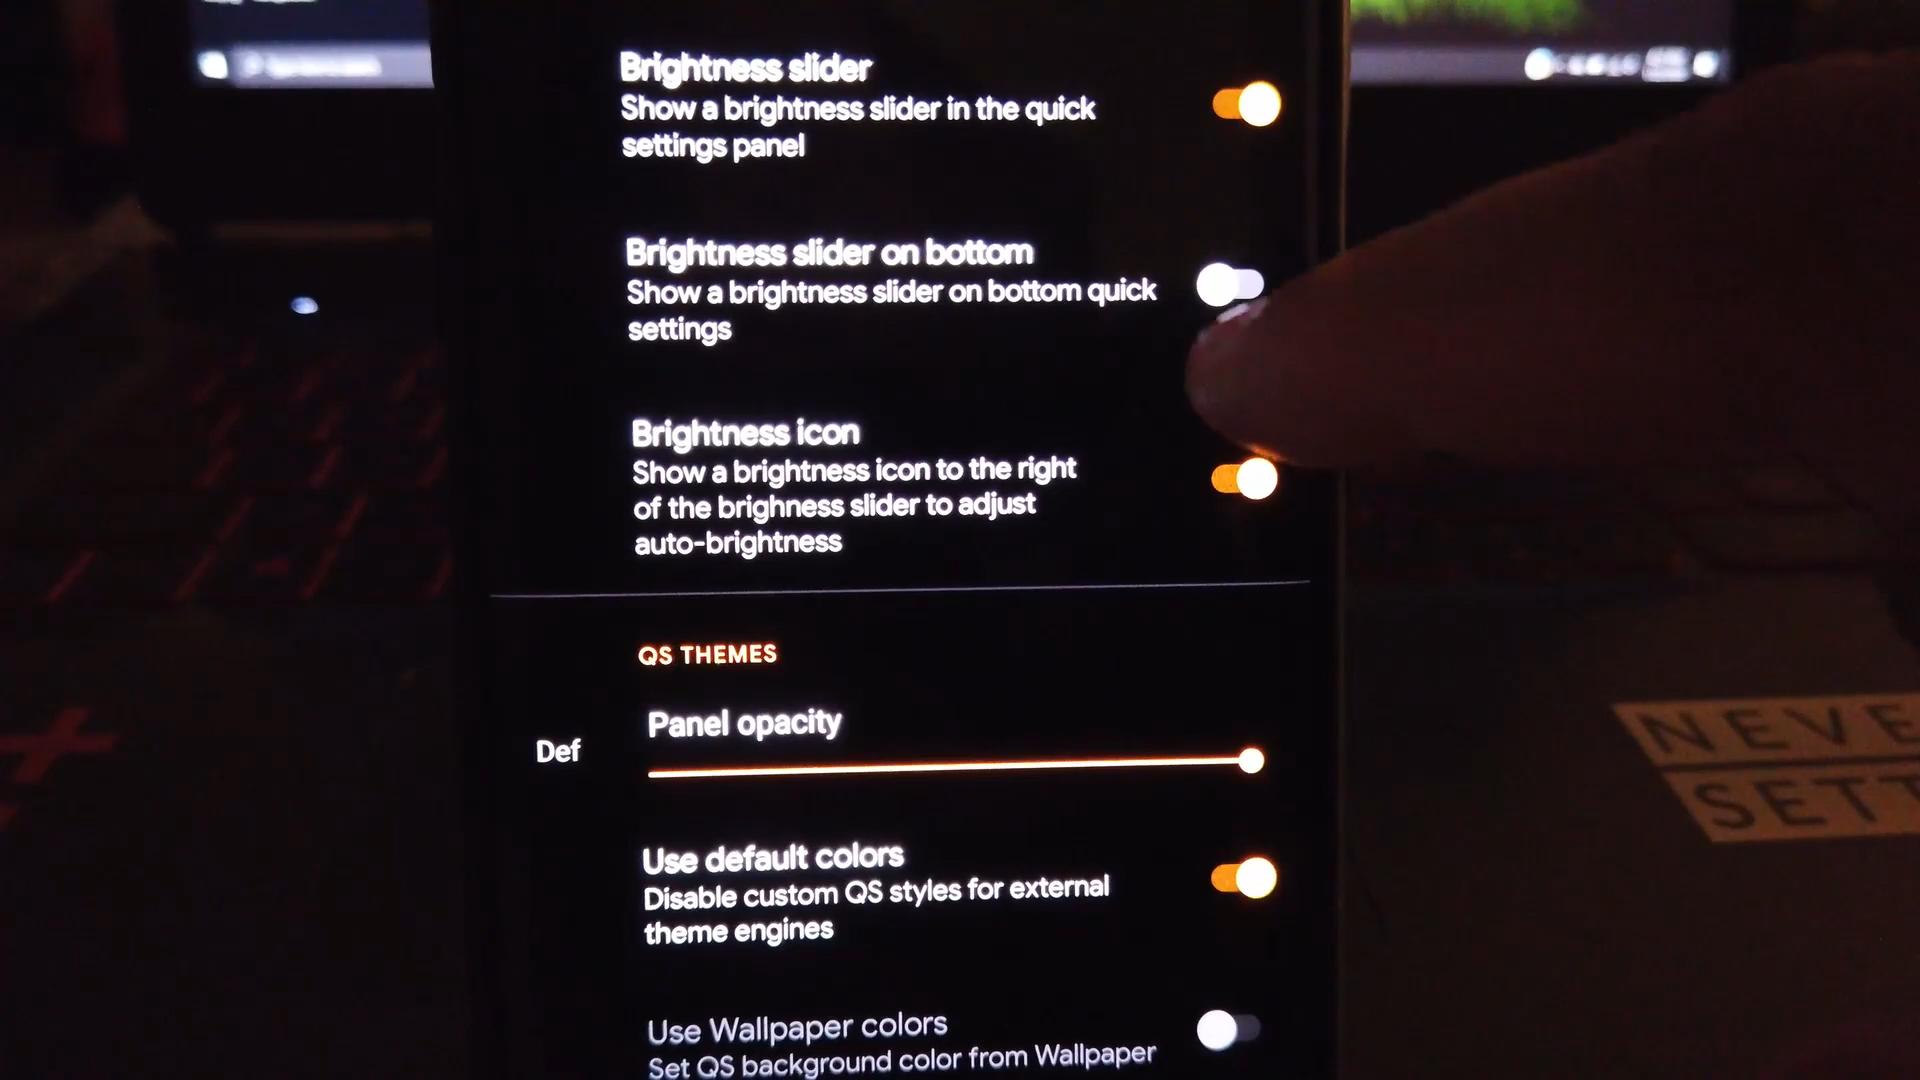 Brightness slider
Show a brightness slider in the quick
settings panel
Brightness slider on bottom
Show a brightness slider on bottom quick
settings
Brightness icon
Show a brightness icon to the right
of the brighness slider to adjust
auto-brightness
QS THEMES
Panel opacity
Def
Use default colors
Disable custom QS styles for external
theme engines
Use Wallpaper colors
Set QS background color from Wallpaper
NEVE
SETT